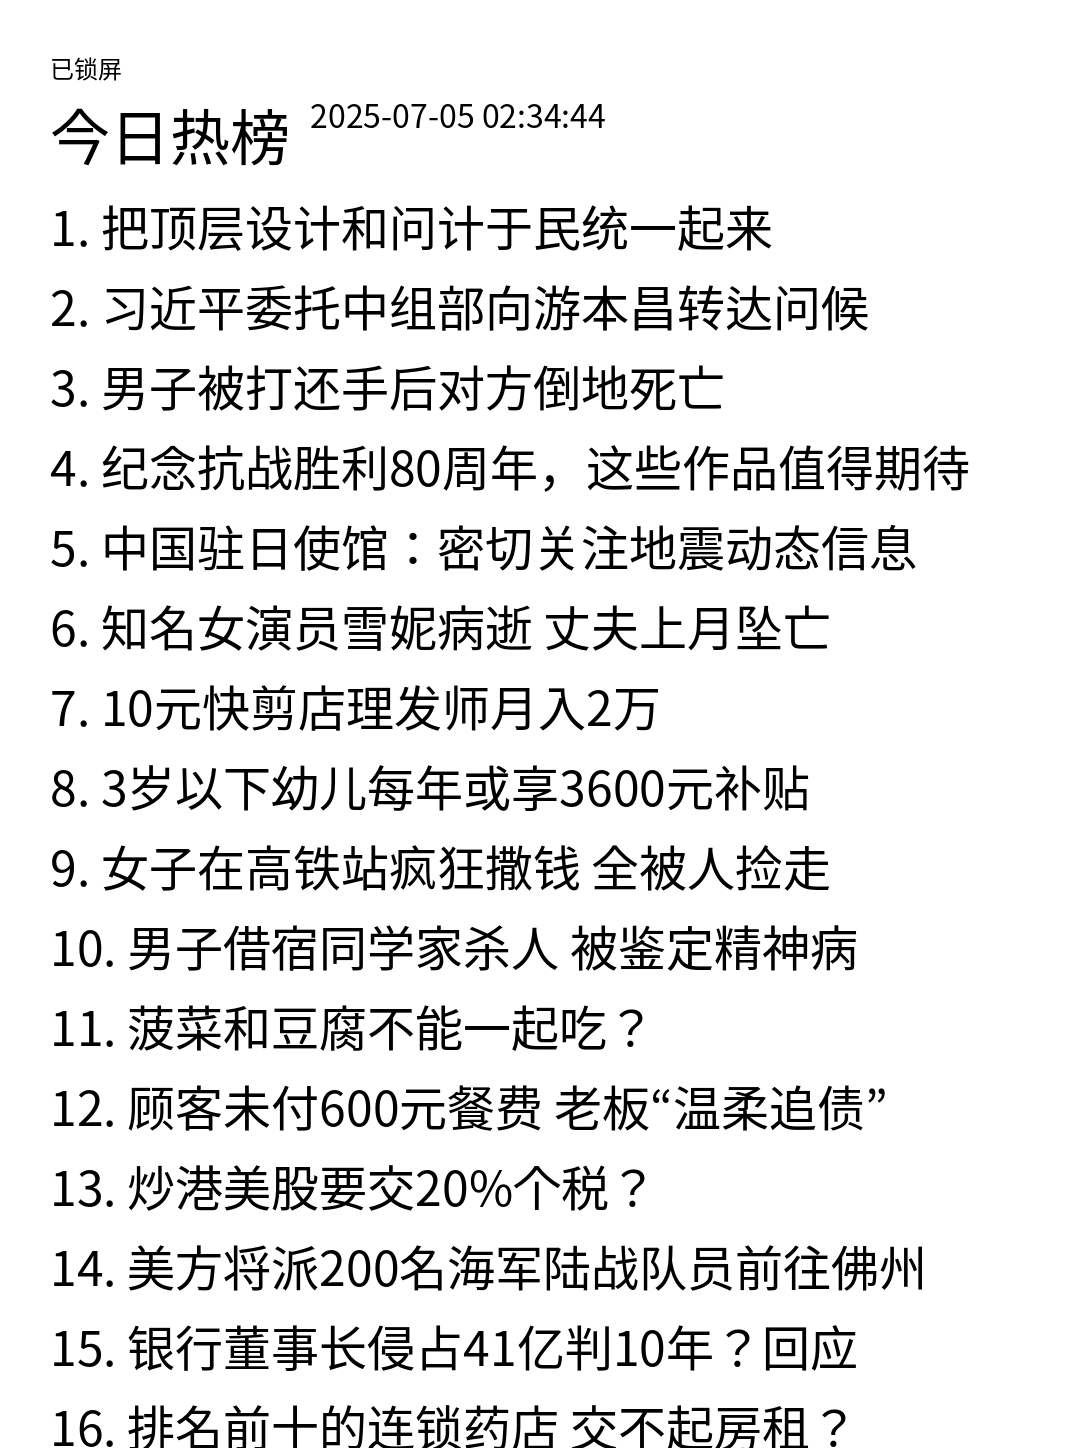 已锁屏
今日热榜 2025-07-05 02:34:44
1. 把顶层设计和问计于民统一起来
2. 习近平委托中组部向游本昌转达问候
3. 男子被打还手后对方倒地死亡
4. 纪念抗战胜利80周年，这些作品值得期待
5. 中国驻日使馆：密切关注地震动态信息
6. 知名女演员雪妮病逝 丈夫上月坠亡
7. 10元快剪店理发师月入2万
8. 3岁以下幼儿每年或享3600元补贴
9. 女子在高铁站疯狂撒钱 全被人捡走
10. 男子借宿同学家杀人 被鉴定精神病
11. 菠菜和豆腐不能一起吃？
12. 顾客未付600元餐费 老板“温柔追债”
13. 炒港美股要交20%个税？
14. 美方将派200名海军陆战队员前往佛州
15. 银行董事长侵占41亿判10年？回应
16. 排名前十的连锁药店 交不起房租？